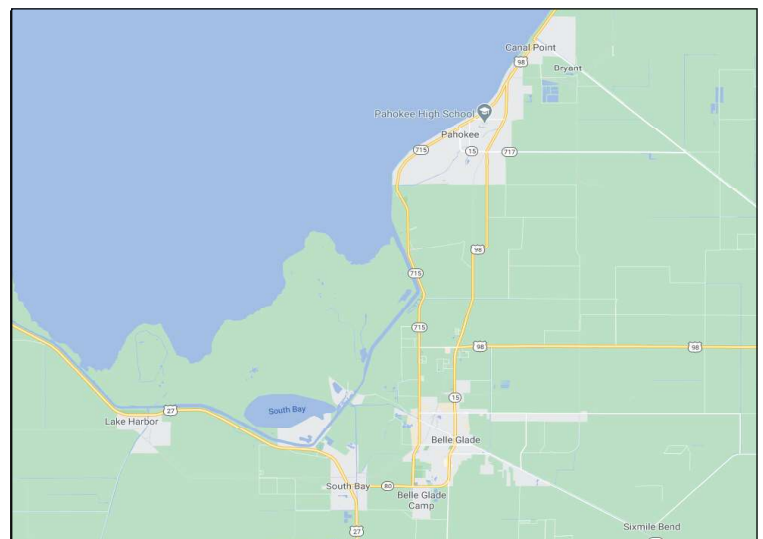 Canal Point
98
Dryant
Pahokee High School
Pahokee
715
15
717
98
715
715
98
98
15
27
South Bay
Lake Harbor
Belle Glade
South Bay
80
Belle Glade
Camp
27
Sixmile Bend